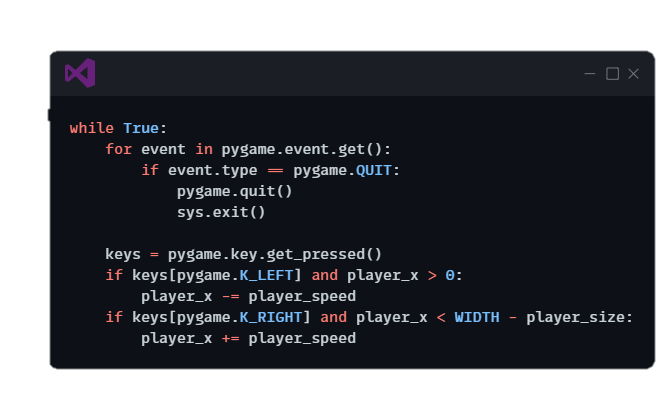 while True:
    for event in pygame.event.get():
        if event.type == pygame.QUIT:
            pygame.quit()
            sys.exit()

    keys = pygame.key.get_pressed()
    if keys[pygame.K_LEFT] and player_x > 0:
        player_x -= player_speed
    if keys[pygame.K_RIGHT] and player_x < WIDTH - player_size:
        player_x += player_speed